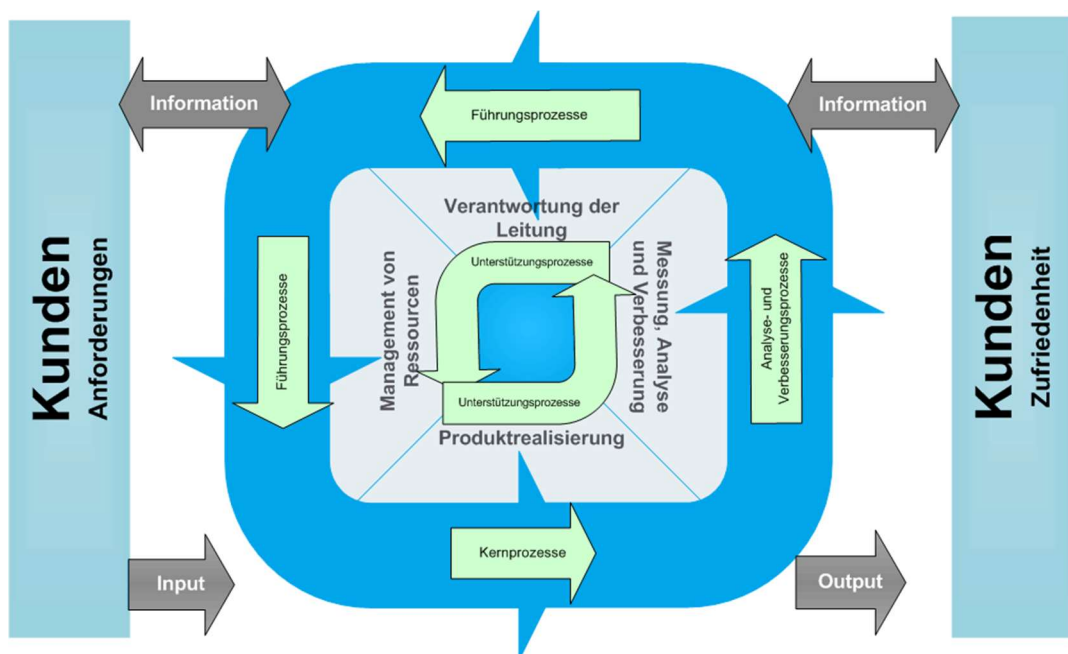 Kunden
Anforderungen
Information
Führungsprozesse
Information
Verantwortung der
Leitung
Unterstützungsprozesse
Führungsprozesse
Management von
Ressourcen
Messung, Analyse
und Verbesserung
Analyse- und
Verbesserungsprozesse
Unterstützungsprozesse
Produktrealisierung
Kernprozesse
Input
Output
Kunden
Zufriedenheit